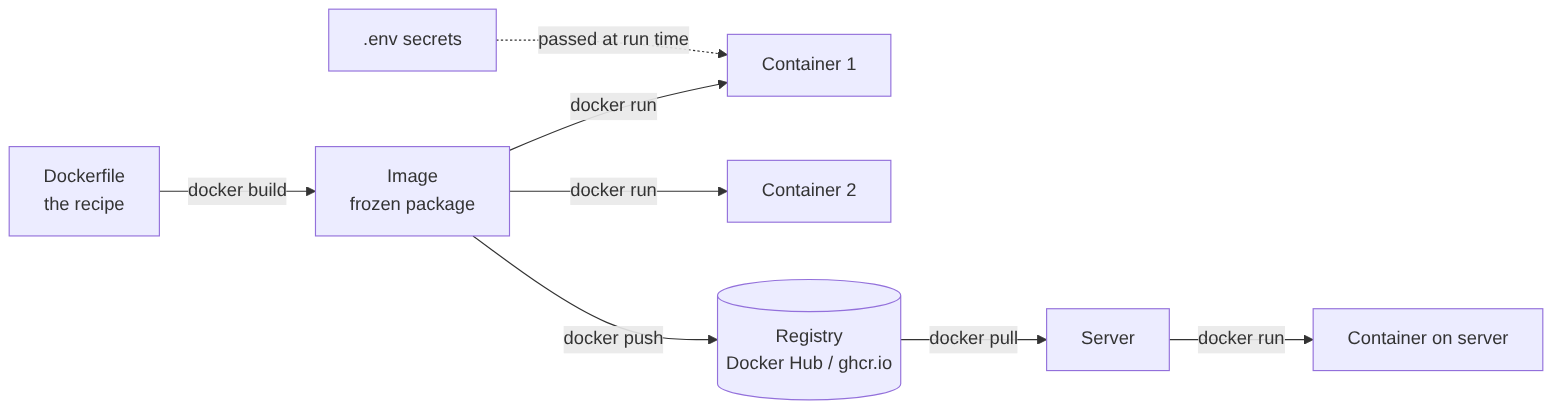 .env secrets
passed at run time
Container 1
docker run
Dockerfile
the recipe
docker build
Image
frozen package
docker run
Container 2
docker push
Registry
Docker Hub / ghcr.io
docker pull
Server
docker run
Container on server